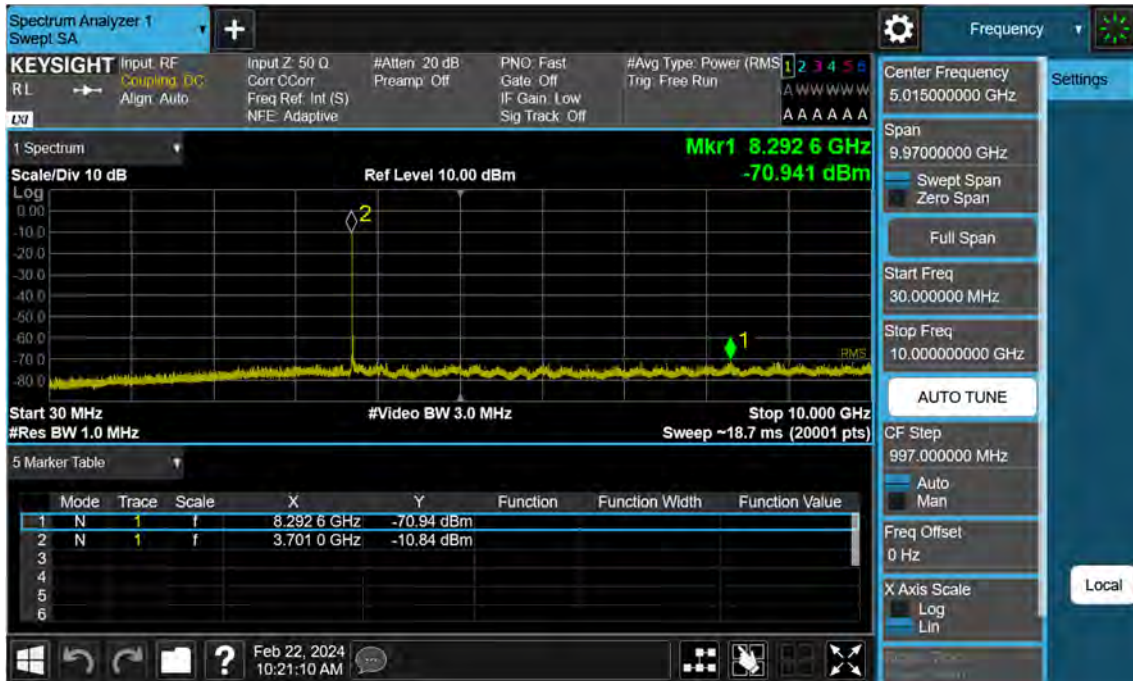 Spectrum Analyzer 1
Swept SA
Frequency
KEYSIGHT
RL
LXI
Input: RF
Coupling: DC
Align: Auto
Input Z: 50 Ω
Corr CCorr
Freq Ref: Int (S)
NFE: Adaptive
#Atten: 20 dB
Preamp: Off
PNO: Fast
Gate: Off
IF Gain: Low
Sig Track: Off
#Avg Type: Power (RMS
Trig: Free Run
1 2 3 4 5 6
A W W W W W
A A A A A A
1 Spectrum
Scale/Div 10 dB
Ref Level 10.00 dBm
Mkr1 8.292 6 GHz
-70.941 dBm
Log
0.00
-10.0
-20.0
-30.0
-40.0
-50.0
-60.0
-70.0
-80.0
2
1
RMS
Start 30 MHz
#Video BW 3.0 MHz
Stop 10.000 GHz
#Res BW 1.0 MHz
Sweep ~18.7 ms (20001 pts)
5 Marker Table
Mode Trace Scale X Y Function Function Width Function Value
1 N 1 f 8.292 6 GHz -70.94 dBm
2 N 1 f 3.701 0 GHz -10.84 dBm
3
4
5
6
Feb 22, 2024
10:21:10 AM
?
Center Frequency
5.015000000 GHz
Span
9.97000000 GHz
Swept Span
Zero Span
Full Span
Start Freq
30.000000 MHz
Stop Freq
10.000000000 GHz
AUTO TUNE
CF Step
997.000000 MHz
Auto
Man
Freq Offset
0 Hz
X Axis Scale
Log
Lin
Settings
Local